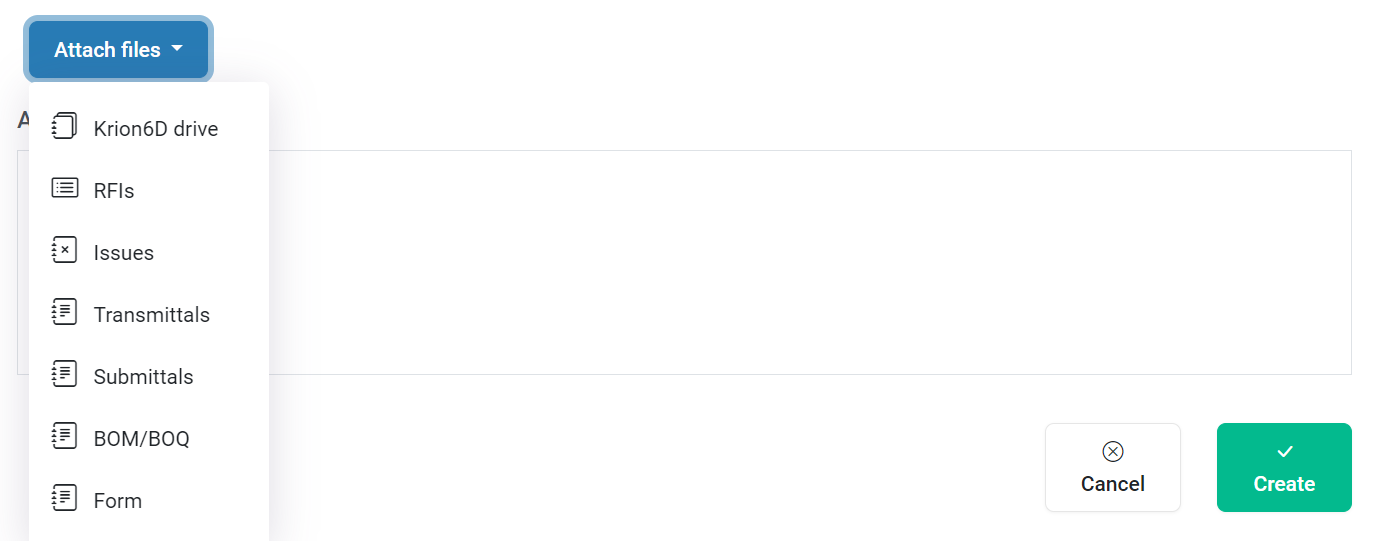 Attach files
Krion6D drive
RFIs
Issues
Transmittals
Submittals
BOM/BOQ
Form
Cancel
Create